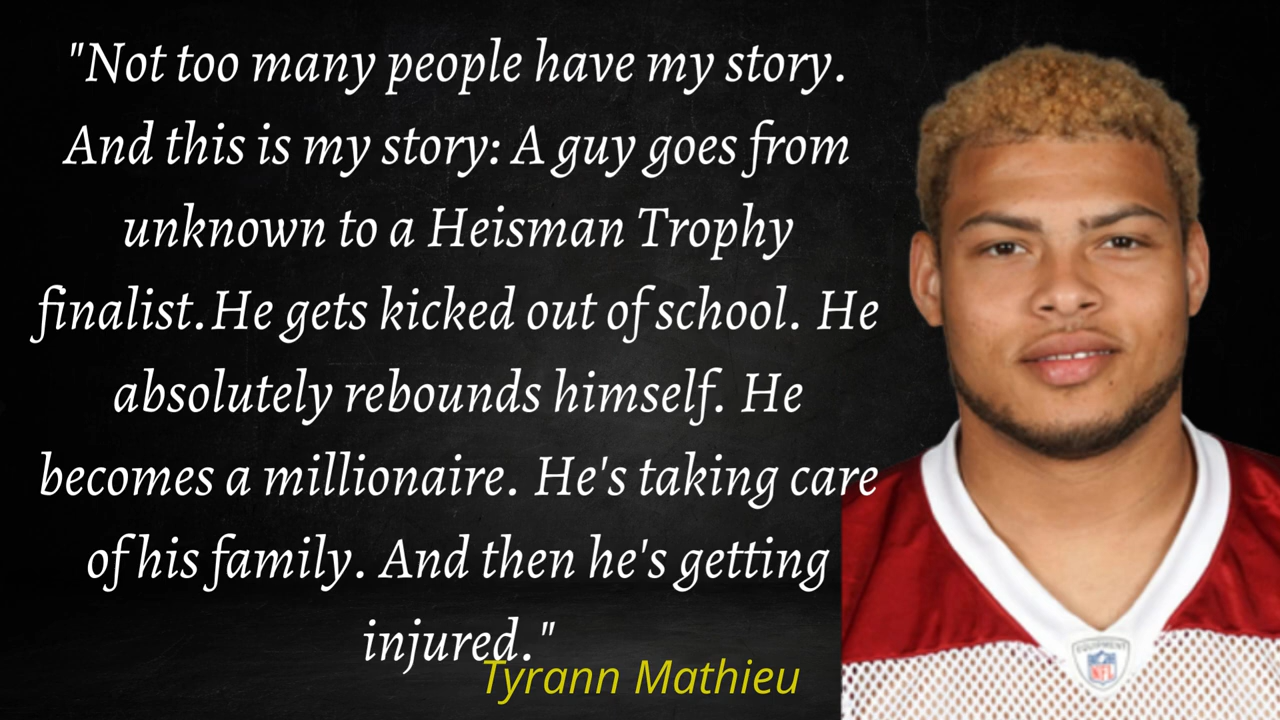 "Not too many people have my story.
And this is my story: A guy goes from
unknown to a Heisman Trophy
finalist.He gets kicked out of school. He
absolutely rebounds himself. He
becomes a millionaire. He's taking care
of his family. And then he's getting
injured."
Tyrann Mathieu
EQUIPMENT
NFL